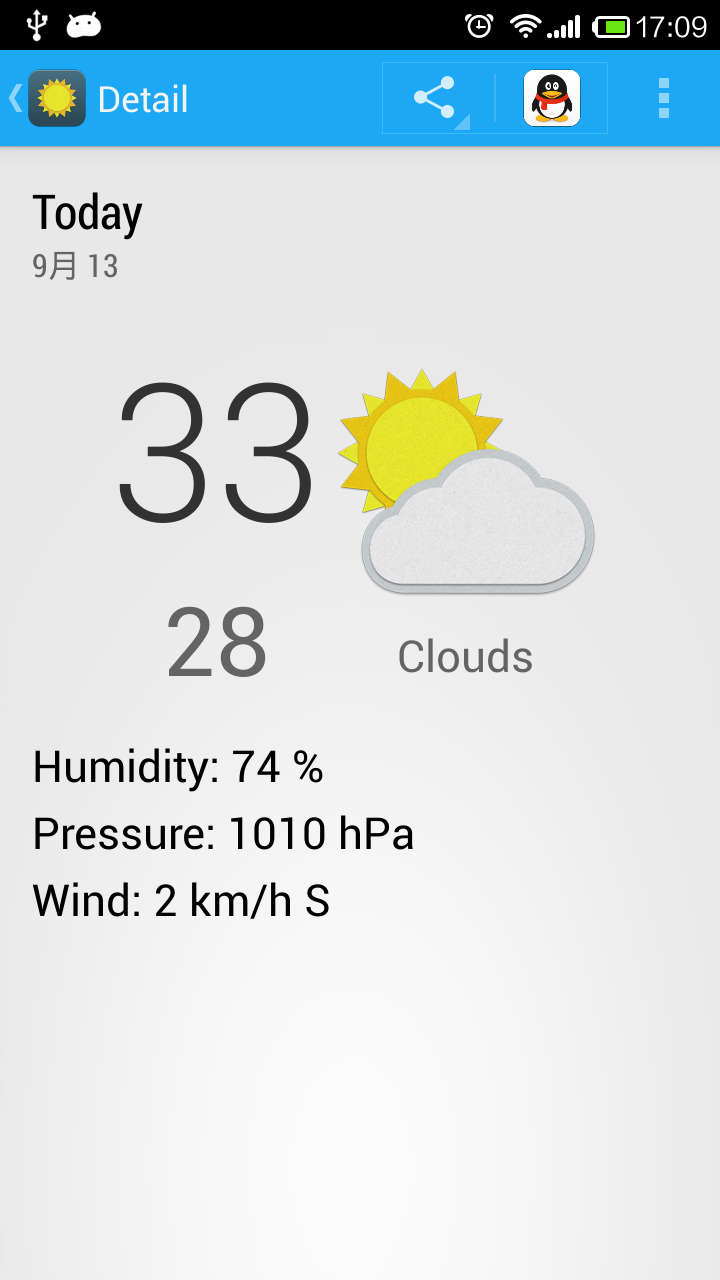 17:09
Detail
Today
9月 13
33
28
Clouds
Humidity: 74 %
Pressure: 1010 hPa
Wind: 2 km/h S